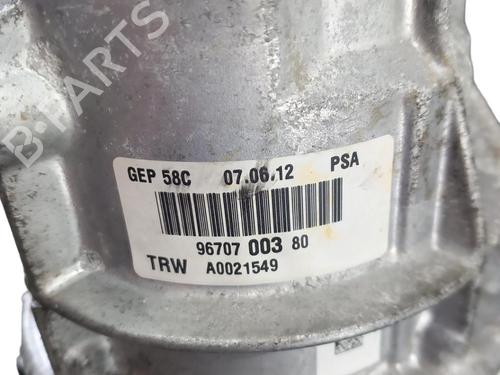 B-PARTS
GEP 58C 07.06.12 PSA
96707 003 80
TRW A0021549